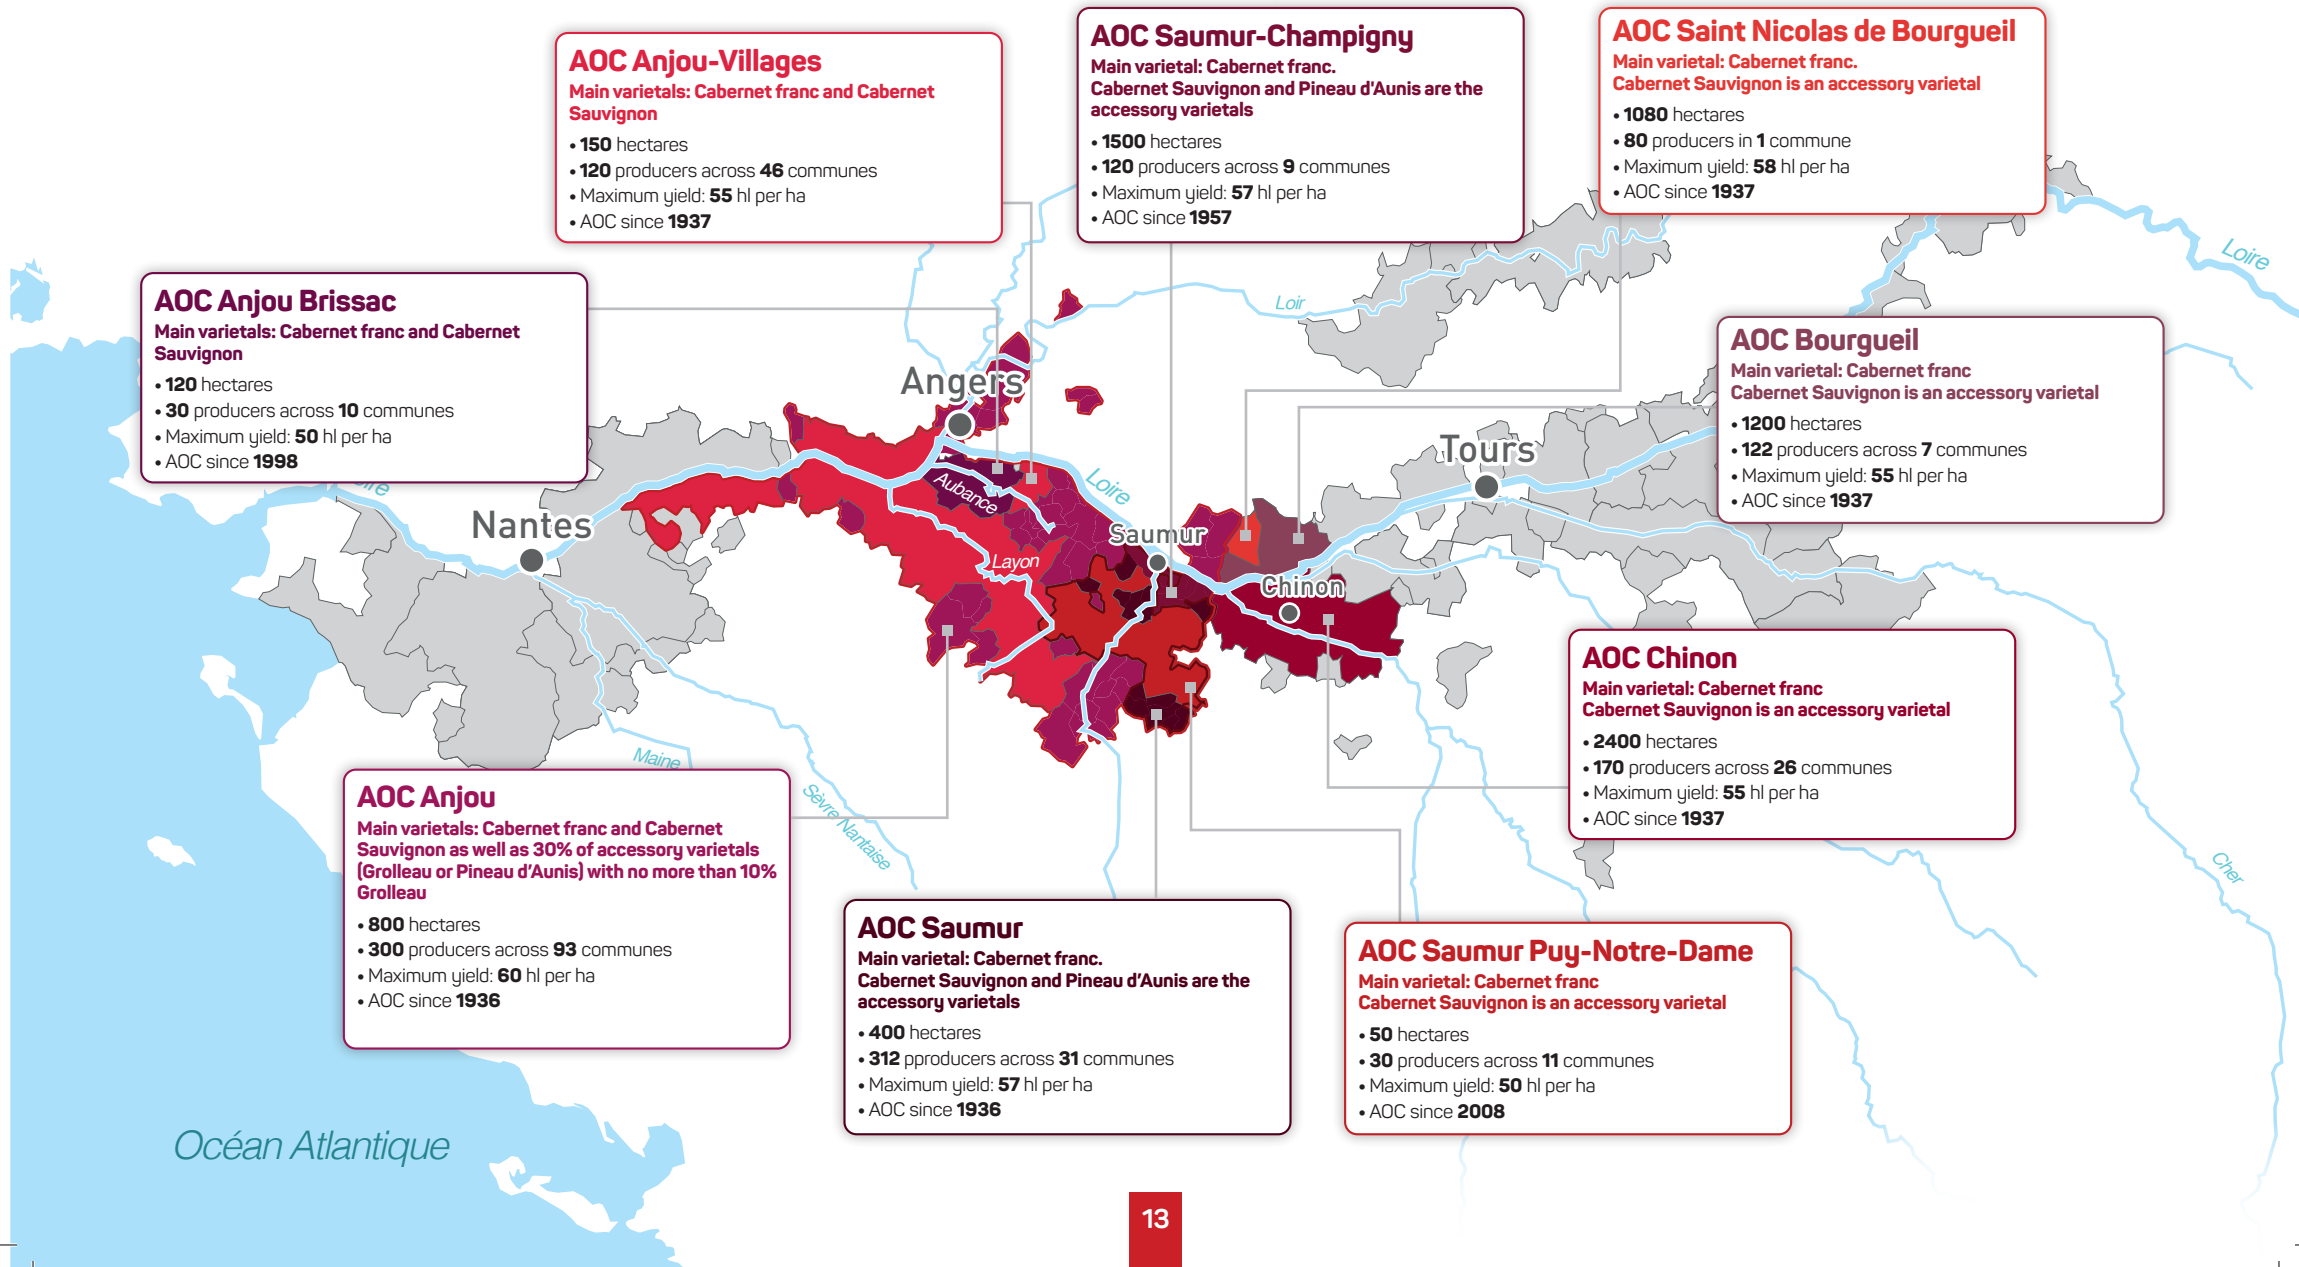 AOC Anjou-Villages
Main varietals: Cabernet franc and Cabernet
Sauvignon
• 150 hectares
• 120 producers across 46 communes
• Maximum yield: 55 hl per ha
• AOC since 1937
AOC Saumur-Champigny
Main varietal: Cabernet franc.
Cabernet Sauvignon and Pineau d'Aunis are the
accessory varietals
• 1500 hectares
• 120 producers across 9 communes
• Maximum yield: 57 hl per ha
• AOC since 1957
AOC Saint Nicolas de Bourgueil
Main varietal: Cabernet franc.
Cabernet Sauvignon is an accessory varietal
• 1080 hectares
• 80 producers in 1 commune
• Maximum yield: 58 hl per ha
• AOC since 1937
Loire
AOC Anjou Brissac
Main varietals: Cabernet franc and Cabernet
Sauvignon
• 120 hectares
• 30 producers across 10 communes
• Maximum yield: 50 hl per ha
• AOC since 1998
Loir
AOC Bourgueil
Main varietal: Cabernet franc
Cabernet Sauvignon is an accessory varietal
• 1200 hectares
• 122 producers across 7 communes
• Maximum yield: 55 hl per ha
• AOC since 1937
Angers
Tours
Aubance
Loire
Nantes
Saumur
Layon
Chinon
AOC Chinon
Main varietal: Cabernet franc
Cabernet Sauvignon is an accessory varietal
• 2400 hectares
• 170 producers across 26 communes
• Maximum yield: 55 hl per ha
• AOC since 1937
Maine
Sèvre Nantaise
Cher
AOC Anjou
Main varietals: Cabernet franc and Cabernet
Sauvignon as well as 30% of accessory varietals
(Grolleau or Pineau d'Aunis) with no more than 10%
Grolleau
• 800 hectares
• 300 producers across 93 communes
• Maximum yield: 60 hl per ha
• AOC since 1936
AOC Saumur
Main varietal: Cabernet franc.
Cabernet Sauvignon and Pineau d'Aunis are the
accessory varietals
• 400 hectares
• 312 pproducers across 31 communes
• Maximum yield: 57 hl per ha
• AOC since 1936
AOC Saumur Puy-Notre-Dame
Main varietal: Cabernet franc
Cabernet Sauvignon is an accessory varietal
• 50 hectares
• 30 producers across 11 communes
• Maximum yield: 50 hl per ha
• AOC since 2008
Océan Atlantique
13